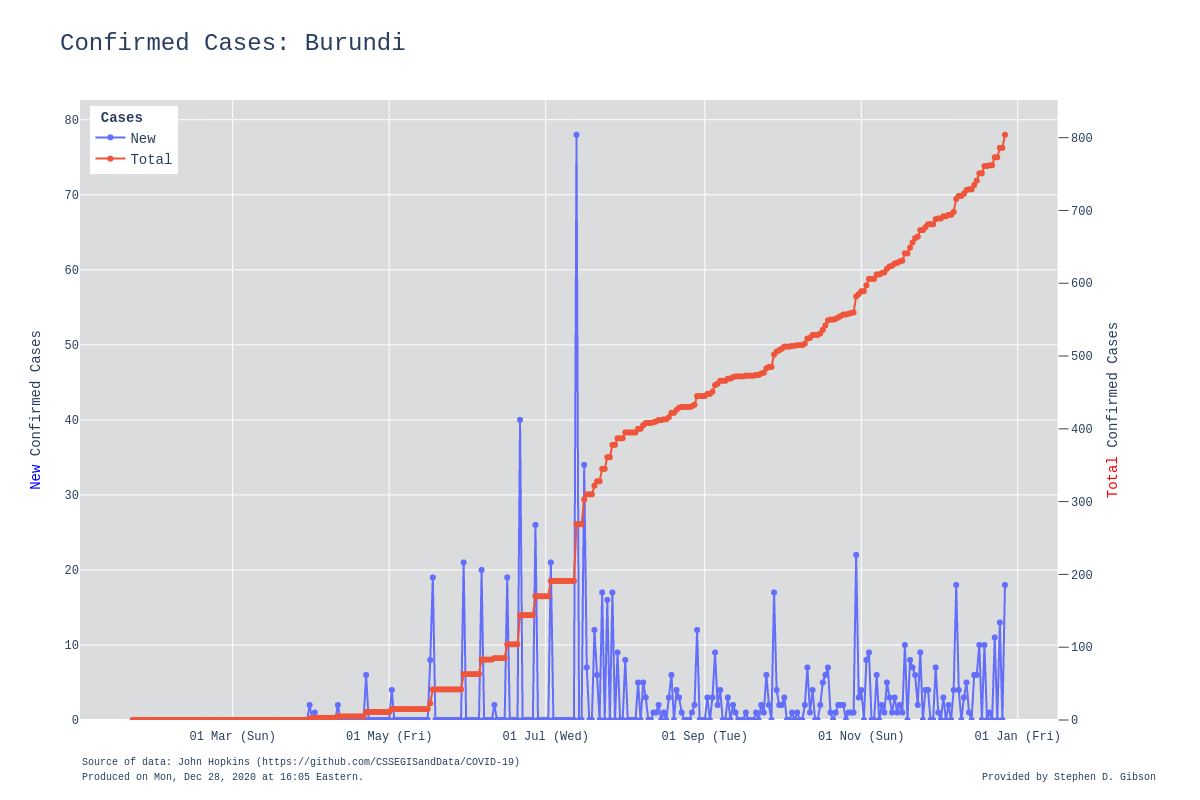 Confirmed Cases: Burundi
Cases
New
Total
80
70
60
50
40
30
20
10
0
800
700
600
500
400
300
200
100
0
New Confirmed Cases
Total Confirmed Cases
01 Mar (Sun)
01 May (Fri)
01 Jul (Wed)
01 Sep (Tue)
01 Nov (Sun)
01 Jan (Fri)
Source of data: John Hopkins (https://github.com/CSSEGISandData/COVID-19)
Produced on Mon, Dec 28, 2020 at 16:05 Eastern.
Provided by Stephen D. Gibson